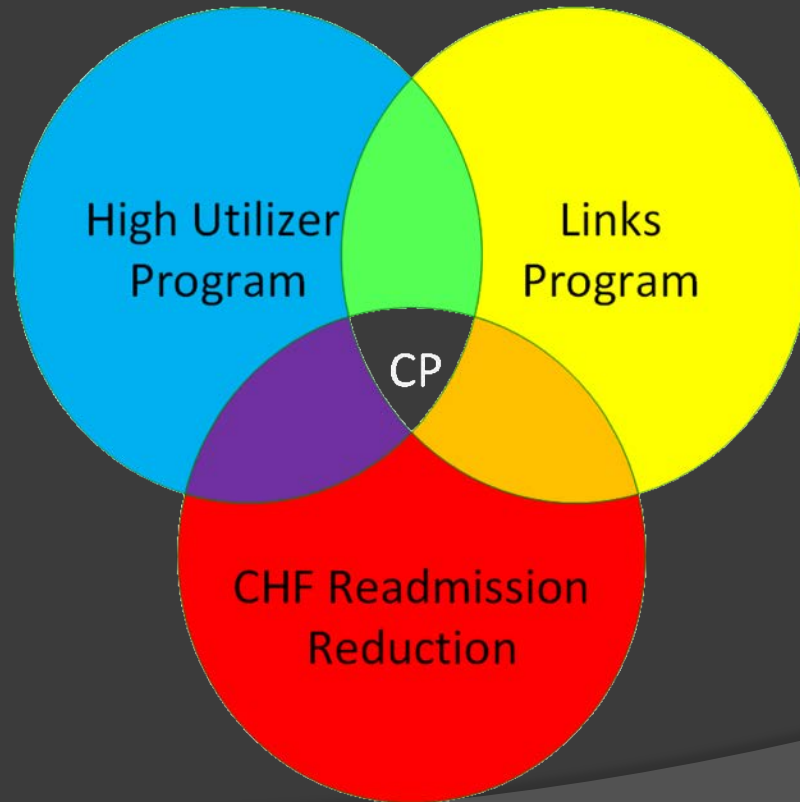 High Utilizer
Program
Links
Program
CP
CHF Readmission
Reduction